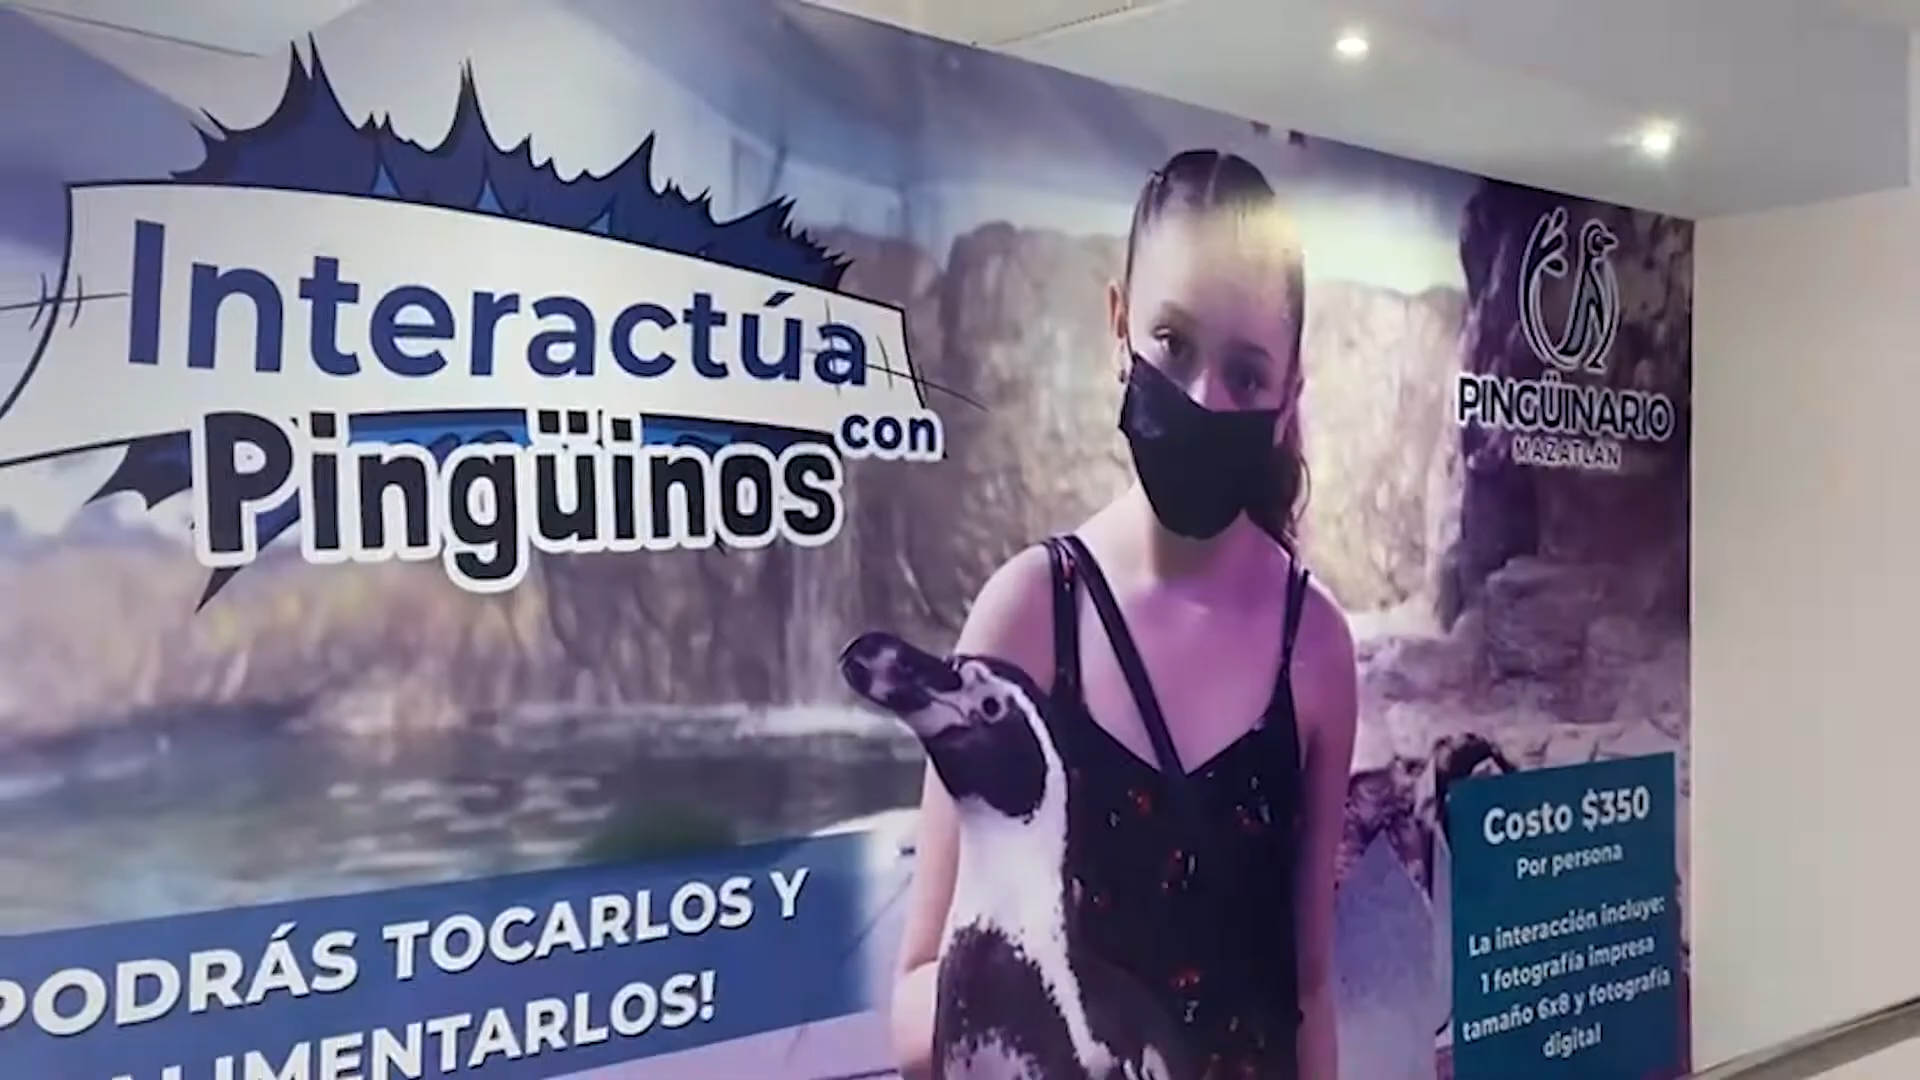 Interactúa
con
Pingüinos
PODRÁS TOCARLOS Y
ALIMENTARLOS!
PINGÜINARIO
MAZATLÁN
Costo $350
Por persona
La interacción incluye:
1 fotografía impresa
tamaño 6x8 y fotografía
digital